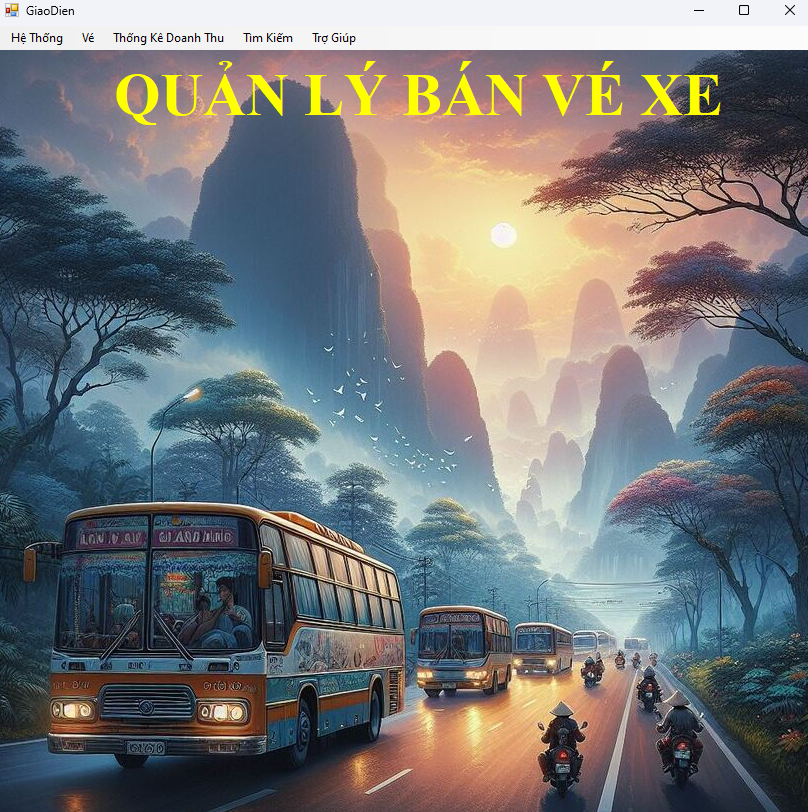 GiaoDien
Hệ Thống Vé Thống Kê Doanh Thu Tìm Kiếm Trợ Giúp
QUẢN LÝ BÁN VÉ XE